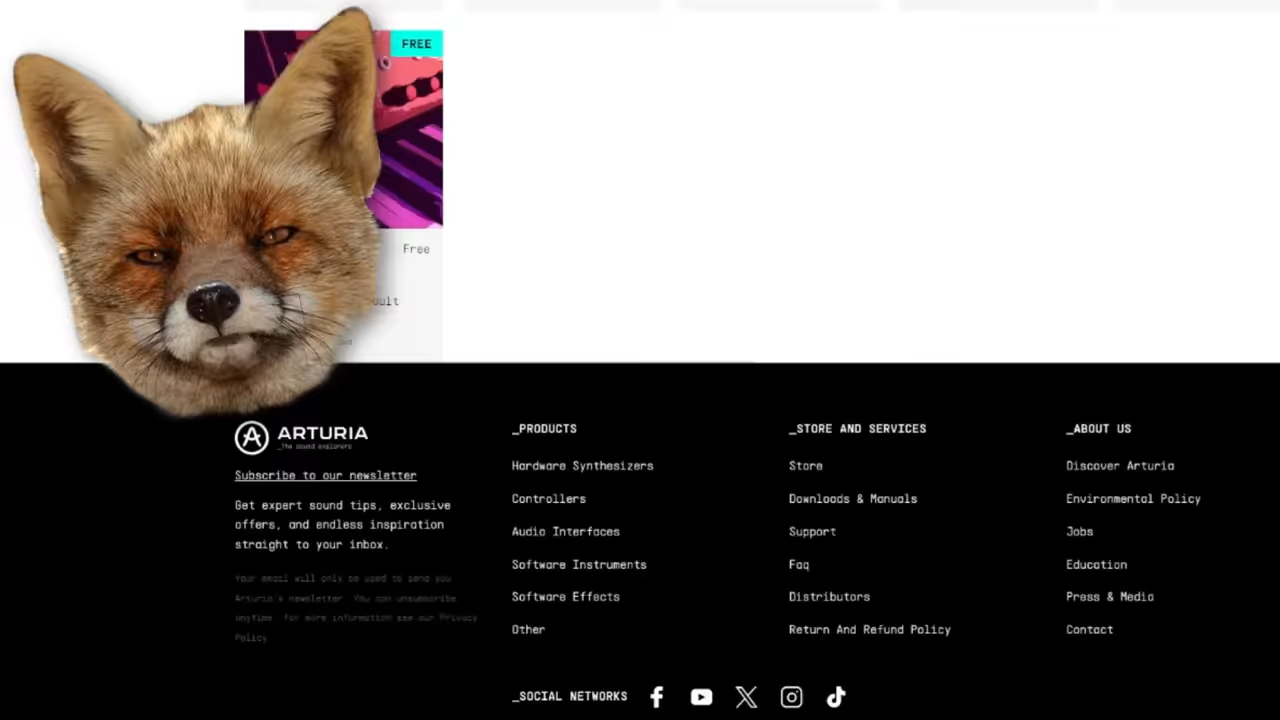 FREE
Free
ARTURIA
_The sound explorers
Subscribe to our newsletter
Get expert sound tips, exclusive
offers, and endless inspiration
straight to your inbox.
Your email will only be used to send you
Arturia's newsletter. You can unsubscribe
anytime. For more information see our Privacy
Policy
_PRODUCTS
Hardware Synthesizers
Controllers
Audio Interfaces
Software Instruments
Software Effects
Other
_STORE AND SERVICES
Store
Downloads & Manuals
Support
Faq
Distributors
Return And Refund Policy
_ABOUT US
Discover Arturia
Environmental Policy
Jobs
Education
Press & Media
Contact
_SOCIAL NETWORKS